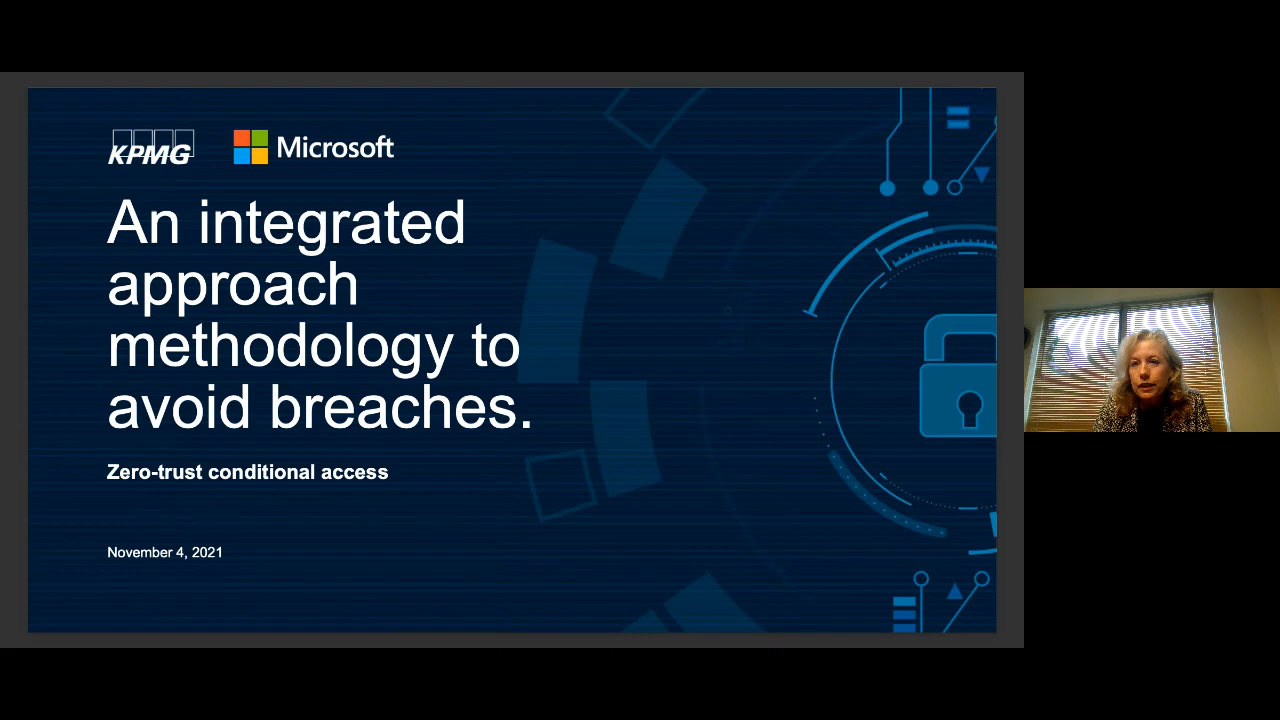 KPMG
Microsoft
An integrated
approach
methodology to
avoid breaches.
Zero-trust conditional access
November 4, 2021